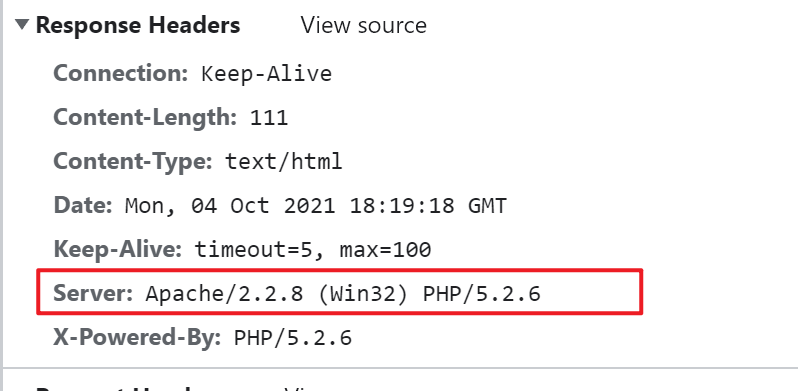 Response Headers View source
Connection: Keep-Alive
Content-Length: 111
Content-Type: text/html
Date: Mon, 04 Oct 2021 18:19:18 GMT
Keep-Alive: timeout=5, max=100
Server: Apache/2.2.8 (Win32) PHP/5.2.6
X-Powered-By: PHP/5.2.6